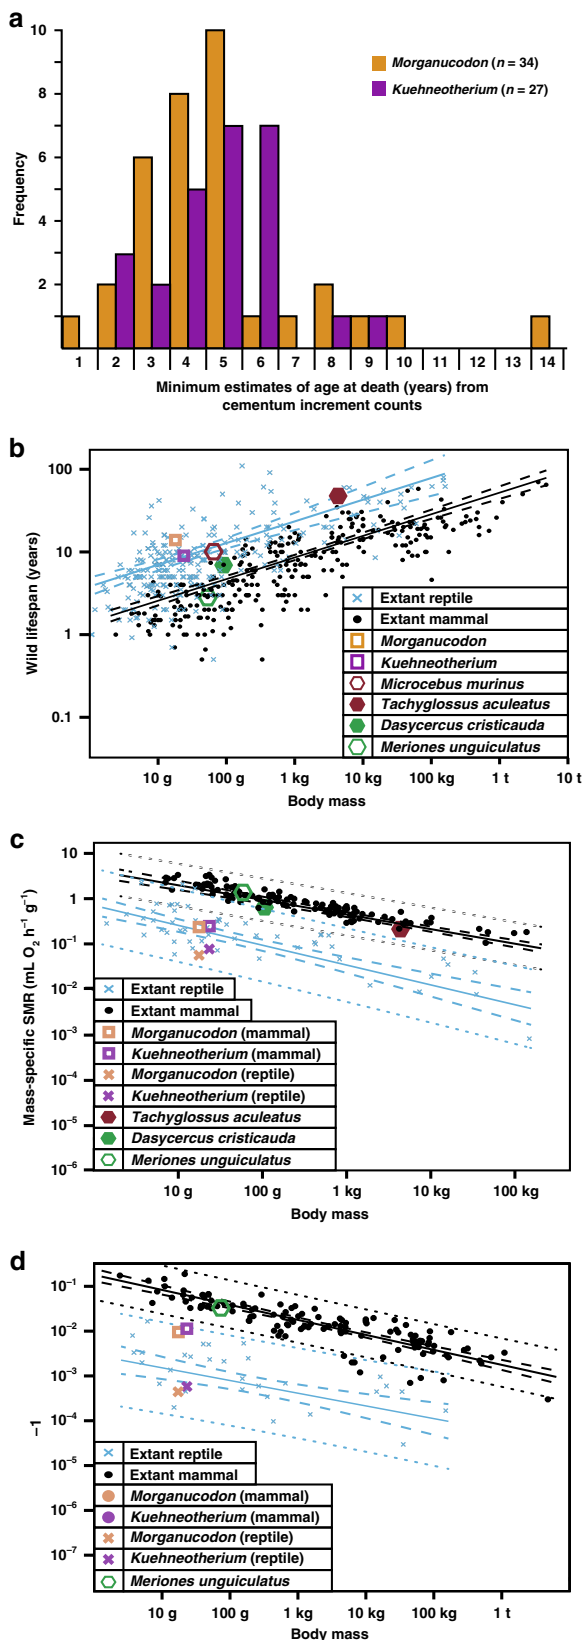 a
10
8
6
4
2
Frequency
Morganucodon (n = 34)
Kuehneotherium (n = 27)
1 2 3 4 5 6 7 8 9 10 11 12 13 14
Minimum estimates of age at death (years) from
cementum increment counts
b
100
10
1
0.1
Wild lifespan (years)
Extant reptile
Extant mammal
Morganucodon
Kuehneotherium
Microcebus murinus
Tachyglossus aculeatus
Dasycercus cristicauda
Meriones unguiculatus
10 g 100 g 1 kg 10 kg 100 kg 1 t 10 t
Body mass
c
10
1
10⁻¹
10⁻²
10⁻³
10⁻⁴
10⁻⁵
10⁻⁶
Mass-specific SMR (mL O₂ h⁻¹ g⁻¹)
Extant reptile
Extant mammal
Morganucodon (mammal)
Kuehneotherium (mammal)
Morganucodon (reptile)
Kuehneotherium (reptile)
Tachyglossus aculeatus
Dasycercus cristicauda
Meriones unguiculatus
10 g 100 g 1 kg 10 kg 100 kg
Body mass
d
10⁻¹
10⁻²
10⁻³
10⁻⁴
10⁻⁵
10⁻⁶
10⁻⁷
−1
Extant reptile
Extant mammal
Morganucodon (mammal)
Kuehneotherium (mammal)
Morganucodon (reptile)
Kuehneotherium (reptile)
Meriones unguiculatus
10 g 100 g 1 kg 10 kg 100 kg 1 t
Body mass